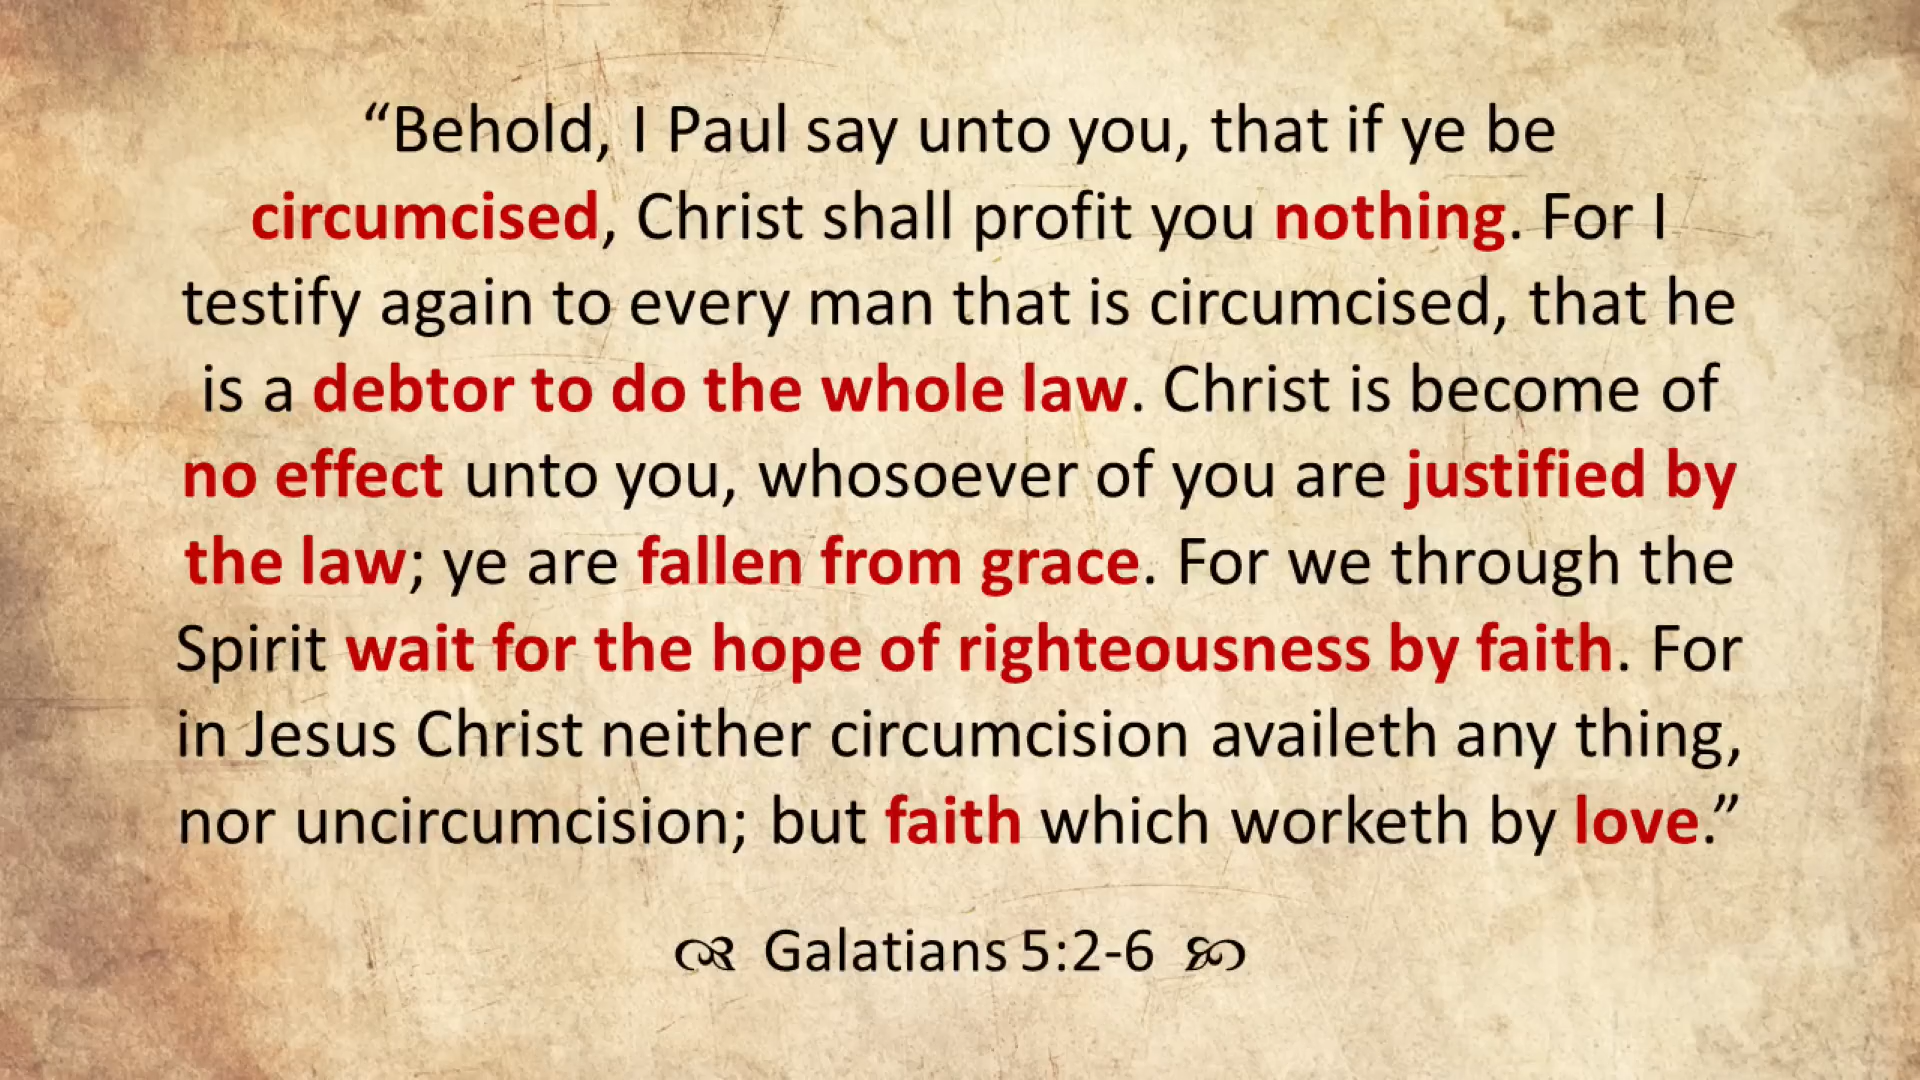 “Behold, I Paul say unto you, that if ye be
circumcised, Christ shall profit you nothing. For I
testify again to every man that is circumcised, that he
is a debtor to do the whole law. Christ is become of
no effect unto you, whosoever of you are justified by
the law; ye are fallen from grace. For we through the
Spirit wait for the hope of righteousness by faith. For
in Jesus Christ neither circumcision availeth any thing,
nor uncircumcision; but faith which worketh by love.”
Galatians 5:2-6